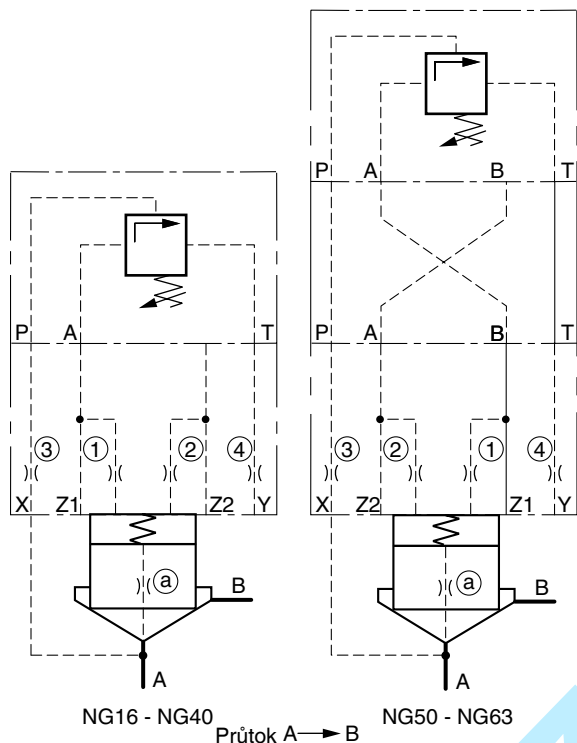 P A B T
P A T
P A B T
③ ① ② ④
③ ② ① ④
X Z1 Z2 Y
X Z2 Z1 Y
a
B
A
a
B
A
NG16 - NG40
NG50 - NG63
Průtok A B